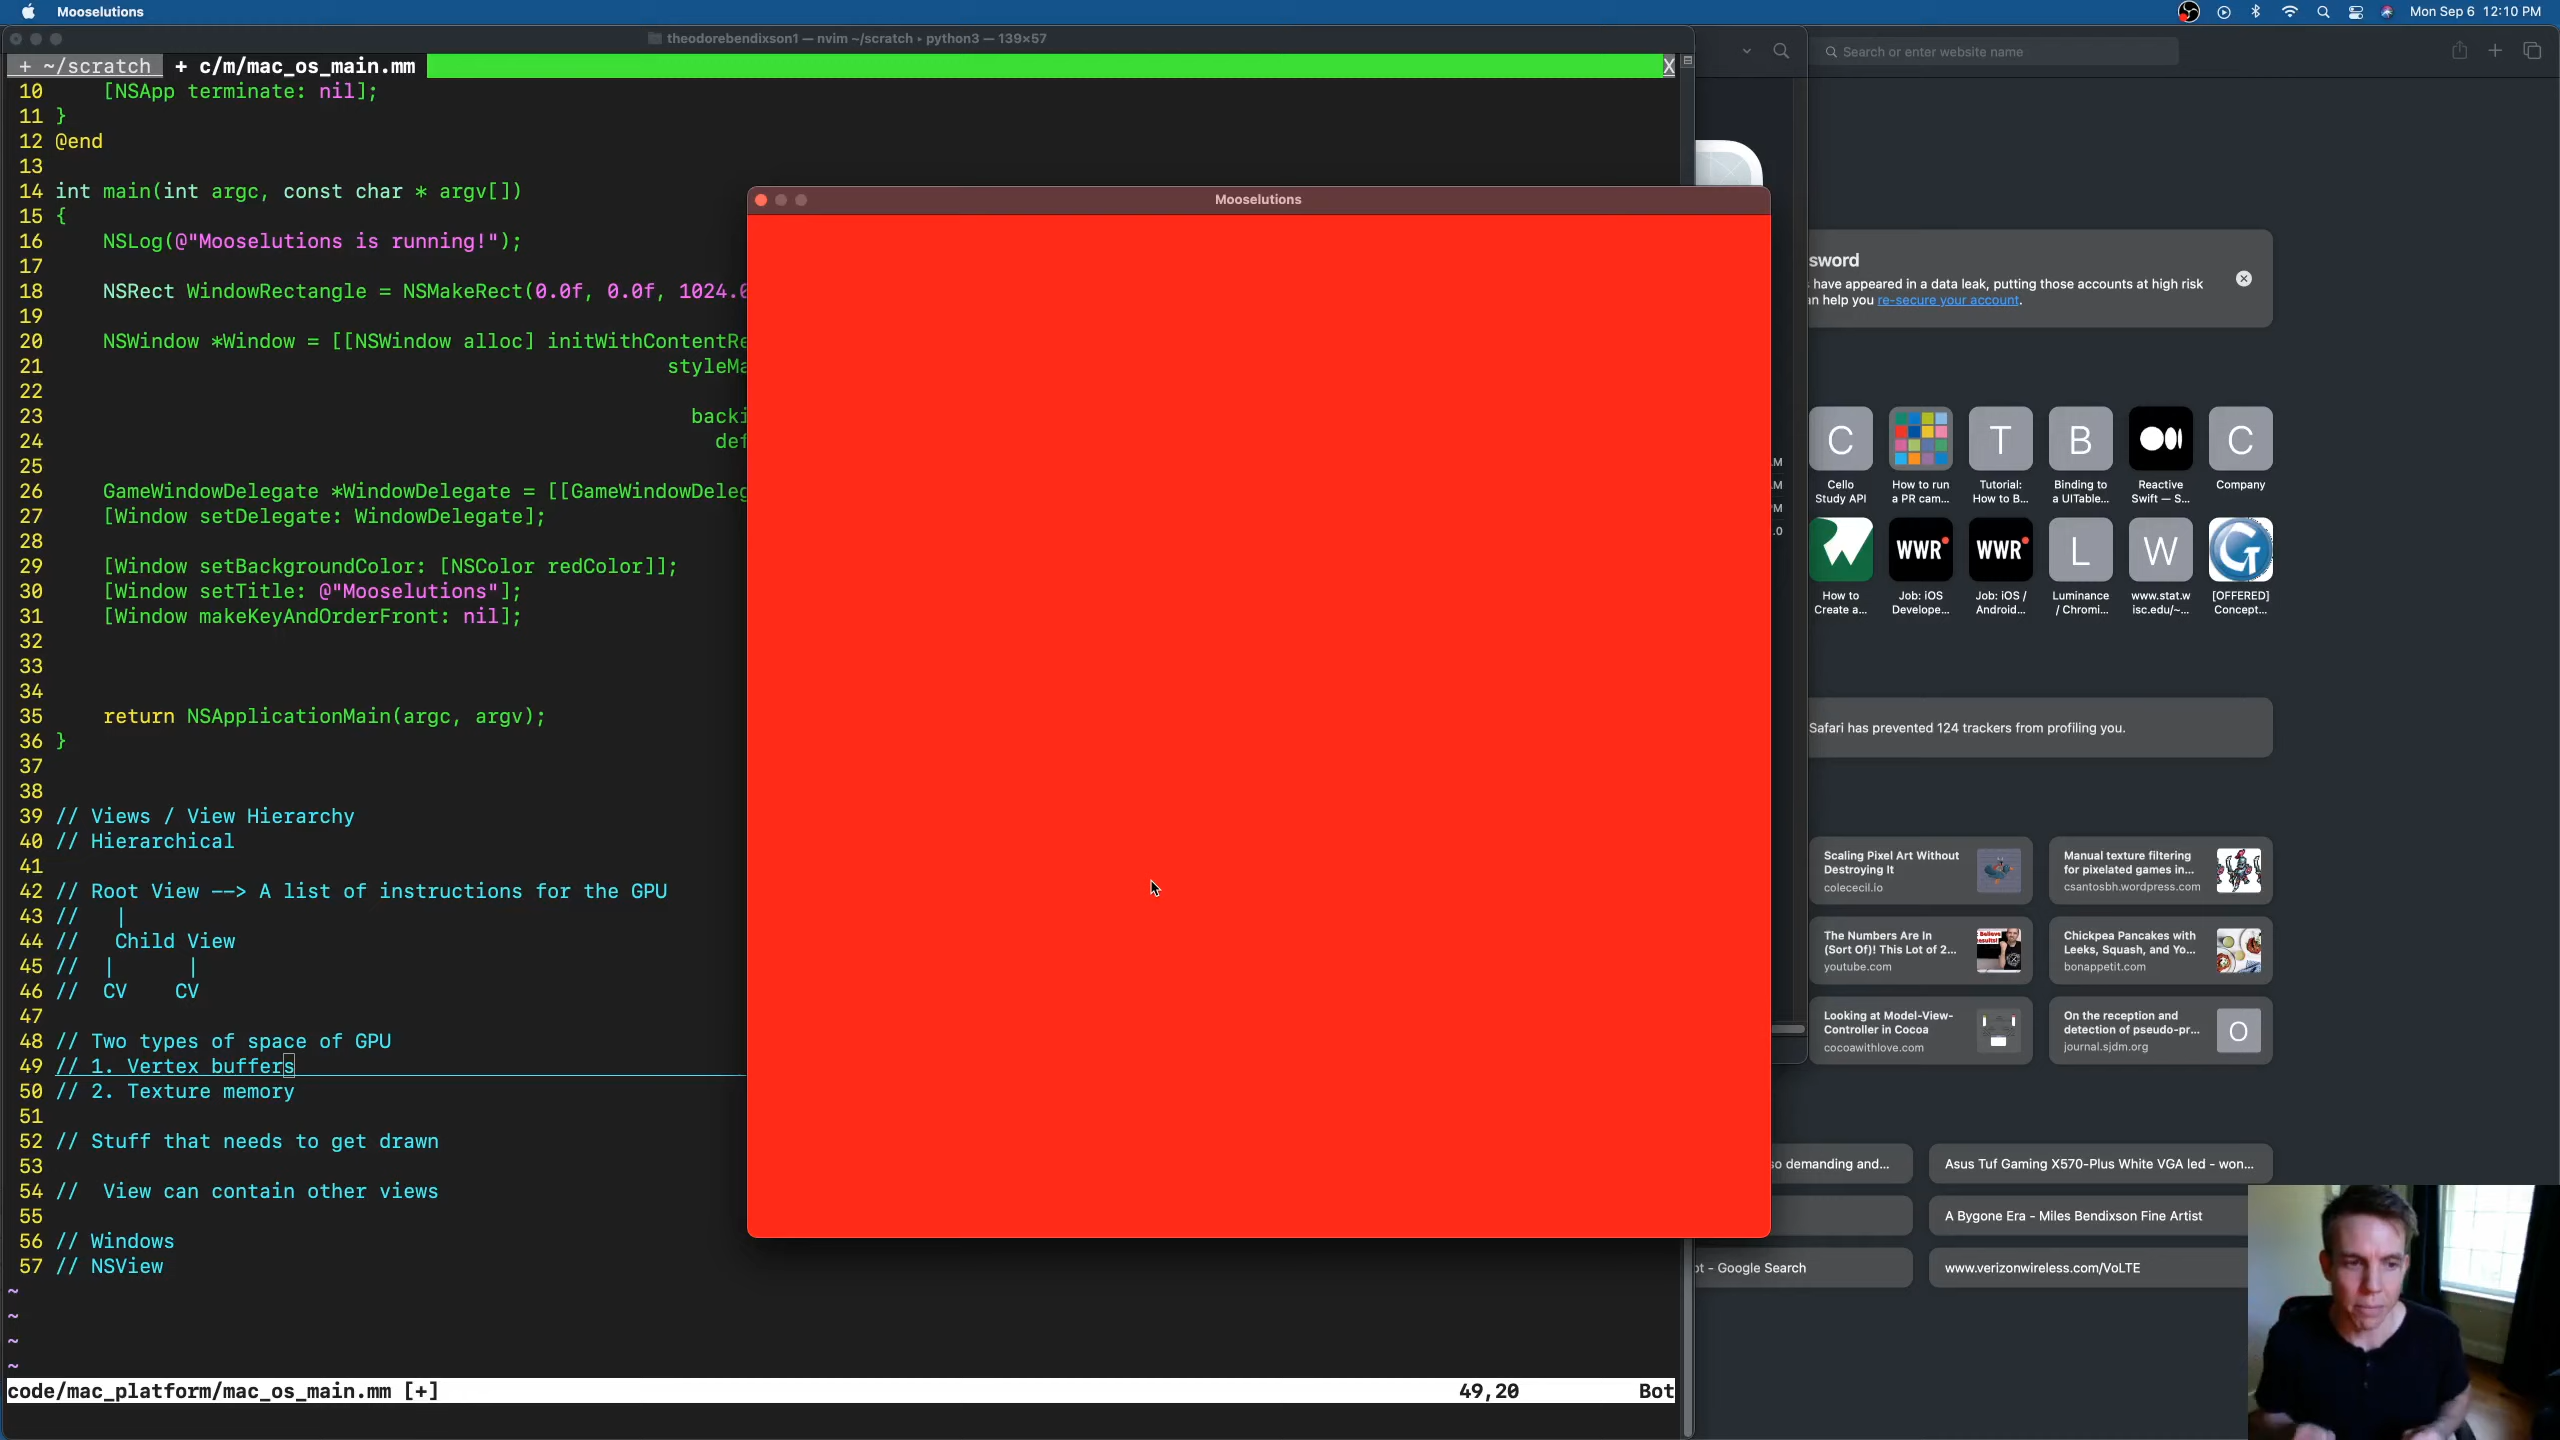 Mooselutions
Mon Sep 6 12:10 PM
theodorebendixson1 — nvim ~/scratch ▸ python3 — 139×57
Search or enter website name
+ ~/scratch + c/m/mac_os_main.mm X
10 [NSApp terminate: nil];
11 }
12 @end
13
14 int main(int argc, const char * argv[])
15 {
16 NSLog(@"Mooselutions is running!");
17
18 NSRect WindowRectangle = NSMakeRect(0.0f, 0.0f, 1024.0
19
20 NSWindow *Window = [[NSWindow alloc] initWithContentRe
21 styleMa
22
23 backi
24 def
25
26 GameWindowDelegate *WindowDelegate = [[GameWindowDeleg
27 [Window setDelegate: WindowDelegate];
28
29 [Window setBackgroundColor: [NSColor redColor]];
30 [Window setTitle: @"Mooselutions"];
31 [Window makeKeyAndOrderFront: nil];
32
33
34
35 return NSApplicationMain(argc, argv);
36 }
37
38
39 // Views / View Hierarchy
40 // Hierarchical
41
42 // Root View --> A list of instructions for the GPU
43 // |
44 // Child View
45 // | |
46 // CV CV
47
48 // Two types of space of GPU
49 // 1. Vertex buffers
50 // 2. Texture memory
51
52 // Stuff that needs to get drawn
53
54 // View can contain other views
55
56 // Windows
57 // NSView
~
~
~
~
code/mac_platform/mac_os_main.mm [+] 49,20 Bot
Mooselutions
sword
have appeared in a data leak, putting those accounts at high risk
an help you re-secure your account.
C T B C
Cello Study API
How to run a PR cam...
Tutorial: How to B...
Binding to a UITable...
Reactive Swift — S...
Company
WWR WWR L W G
How to Create a...
Job: iOS Develope...
Job: iOS / Android...
Luminance / Chromi...
www.stat.wisc.edu/~...
[OFFERED] Concept...
M
M
PM
.0
Safari has prevented 124 trackers from profiling you.
Scaling Pixel Art Without
Destroying It
colececil.io
Manual texture filtering
for pixelated games in...
csantosbh.wordpress.com
The Numbers Are In
(Sort Of)! This Lot of 2...
youtube.com
Chickpea Pancakes with
Leeks, Squash, and Yo...
bonappetit.com
Looking at Model-View-
Controller in Cocoa
cocoawithlove.com
On the reception and
detection of pseudo-pr...
journal.sjdm.org
O
so demanding and...
Asus Tuf Gaming X570-Plus White VGA led - won...
A Bygone Era - Miles Bendixson Fine Artist
ot - Google Search
www.verizonwireless.com/VoLTE